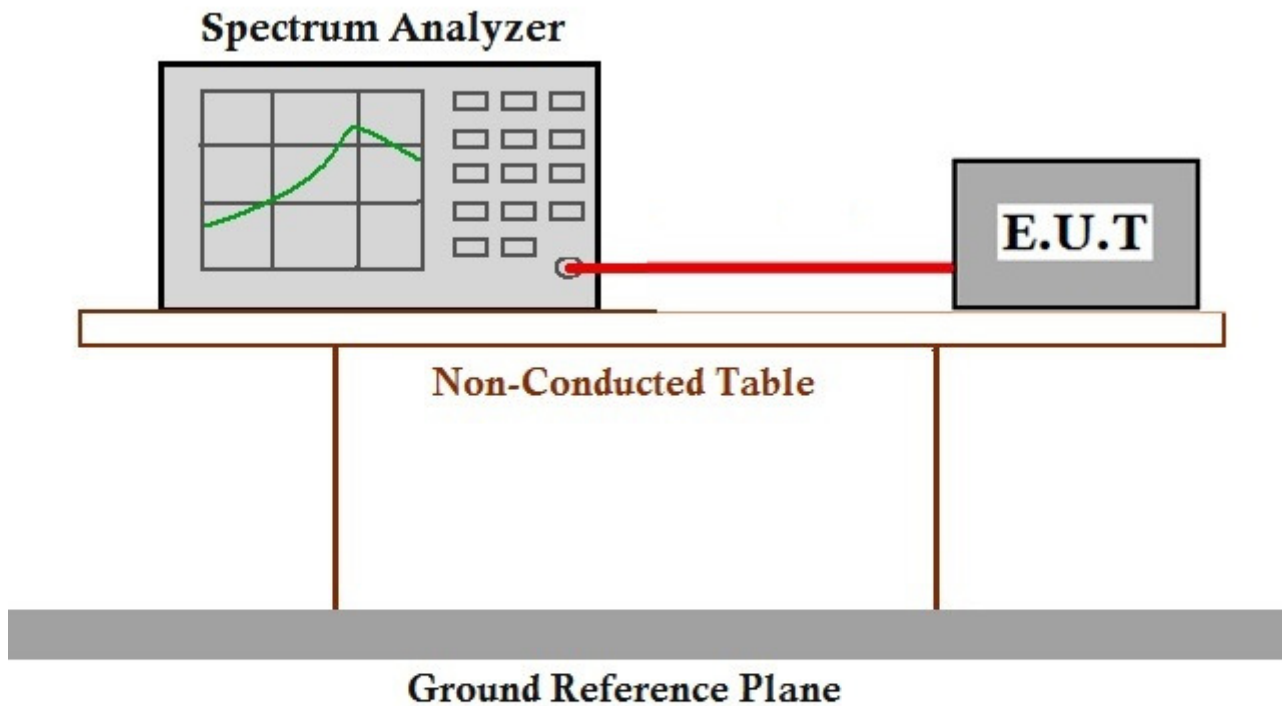 Spectrum Analyzer
E.U.T
Non-Conducted Table
Ground Reference Plane